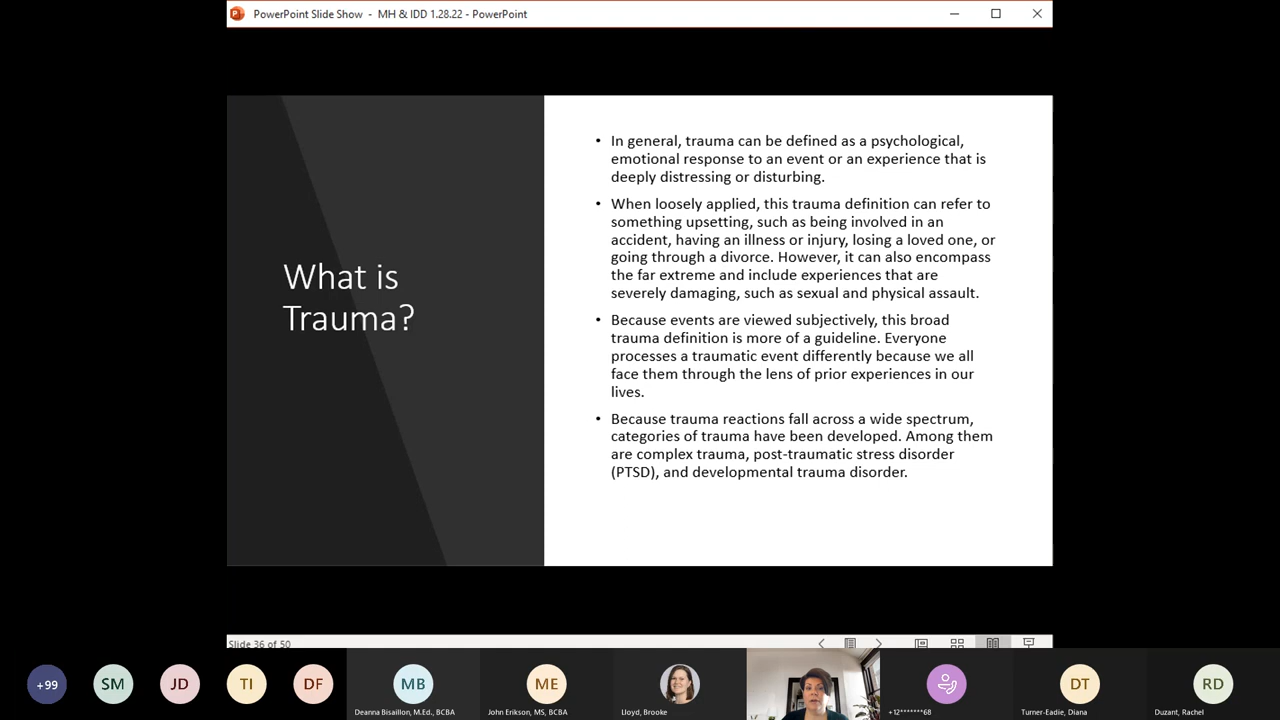 PowerPoint Slide Show - MH & IDD 1.28.22 - PowerPoint
What is
Trauma?
• In general, trauma can be defined as a psychological,
emotional response to an event or an experience that is
deeply distressing or disturbing.
• When loosely applied, this trauma definition can refer to
something upsetting, such as being involved in an
accident, having an illness or injury, losing a loved one, or
going through a divorce. However, it can also encompass
the far extreme and include experiences that are
severely damaging, such as sexual and physical assault.
• Because events are viewed subjectively, this broad
trauma definition is more of a guideline. Everyone
processes a traumatic event differently because we all
face them through the lens of prior experiences in our
lives.
• Because trauma reactions fall across a wide spectrum,
categories of trauma have been developed. Among them
are complex trauma, post-traumatic stress disorder
(PTSD), and developmental trauma disorder.
Slide 36 of 50
+99 SM JD TI DF MB ME DT RD
Deanna Bisaillon, M.Ed., BCBA John Erikson, MS, BCBA Lloyd, Brooke +12*******68 Turner-Eadie, Diana Duzant, Rachel